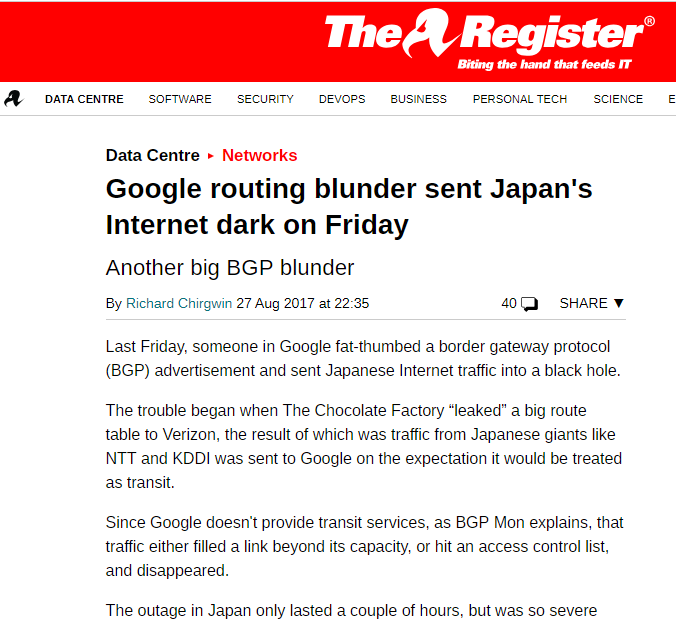 The Register®
Biting the hand that feeds IT
DATA CENTRE SOFTWARE SECURITY DEVOPS BUSINESS PERSONAL TECH SCIENCE E
Data Centre ▸ Networks
Google routing blunder sent Japan's
Internet dark on Friday
Another big BGP blunder
By Richard Chirgwin 27 Aug 2017 at 22:35 40 SHARE ▼
Last Friday, someone in Google fat-thumbed a border gateway protocol
(BGP) advertisement and sent Japanese Internet traffic into a black hole.
The trouble began when The Chocolate Factory “leaked” a big route
table to Verizon, the result of which was traffic from Japanese giants like
NTT and KDDI was sent to Google on the expectation it would be treated
as transit.
Since Google doesn't provide transit services, as BGP Mon explains, that
traffic either filled a link beyond its capacity, or hit an access control list,
and disappeared.
The outage in Japan only lasted a couple of hours, but was so severe